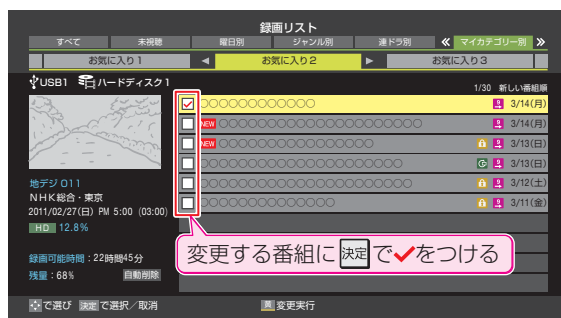 録画リスト
すべて 未視聴 曜日別 ジャンル別 連ドラ別 ≪ マイカテゴリー別 ≫
お気に入り1 ◀ お気に入り2 ▶ お気に入り3
USB1 ハードディスク1
1/30 新しい番組順
○○○○○○○○○○○○○ 3/14(月)
NEW ○○○○○○○○○○○○○○○○○○○○○○○ 3/14(月)
NEW ○○○○○○○○○○○○○○○○○ 3/13(日)
○○○○○○○○○○○○○○○○○○○○○○ 3/13(日)
○○○○○○○○○○○○○○○○○○○○○○○ 3/12(土)
○○○○○○○○○○○○○○○ 3/11(金)
地デジ 011
NHK総合・東京
2011/02/27(日) PM 5:00 (03:00)
HD 12.8%
録画可能時間：22時間45分
残量：68% 自動削除
変更する番組に 決定 で✓をつける
で選び 決定 で選択／取消 黄 変更実行